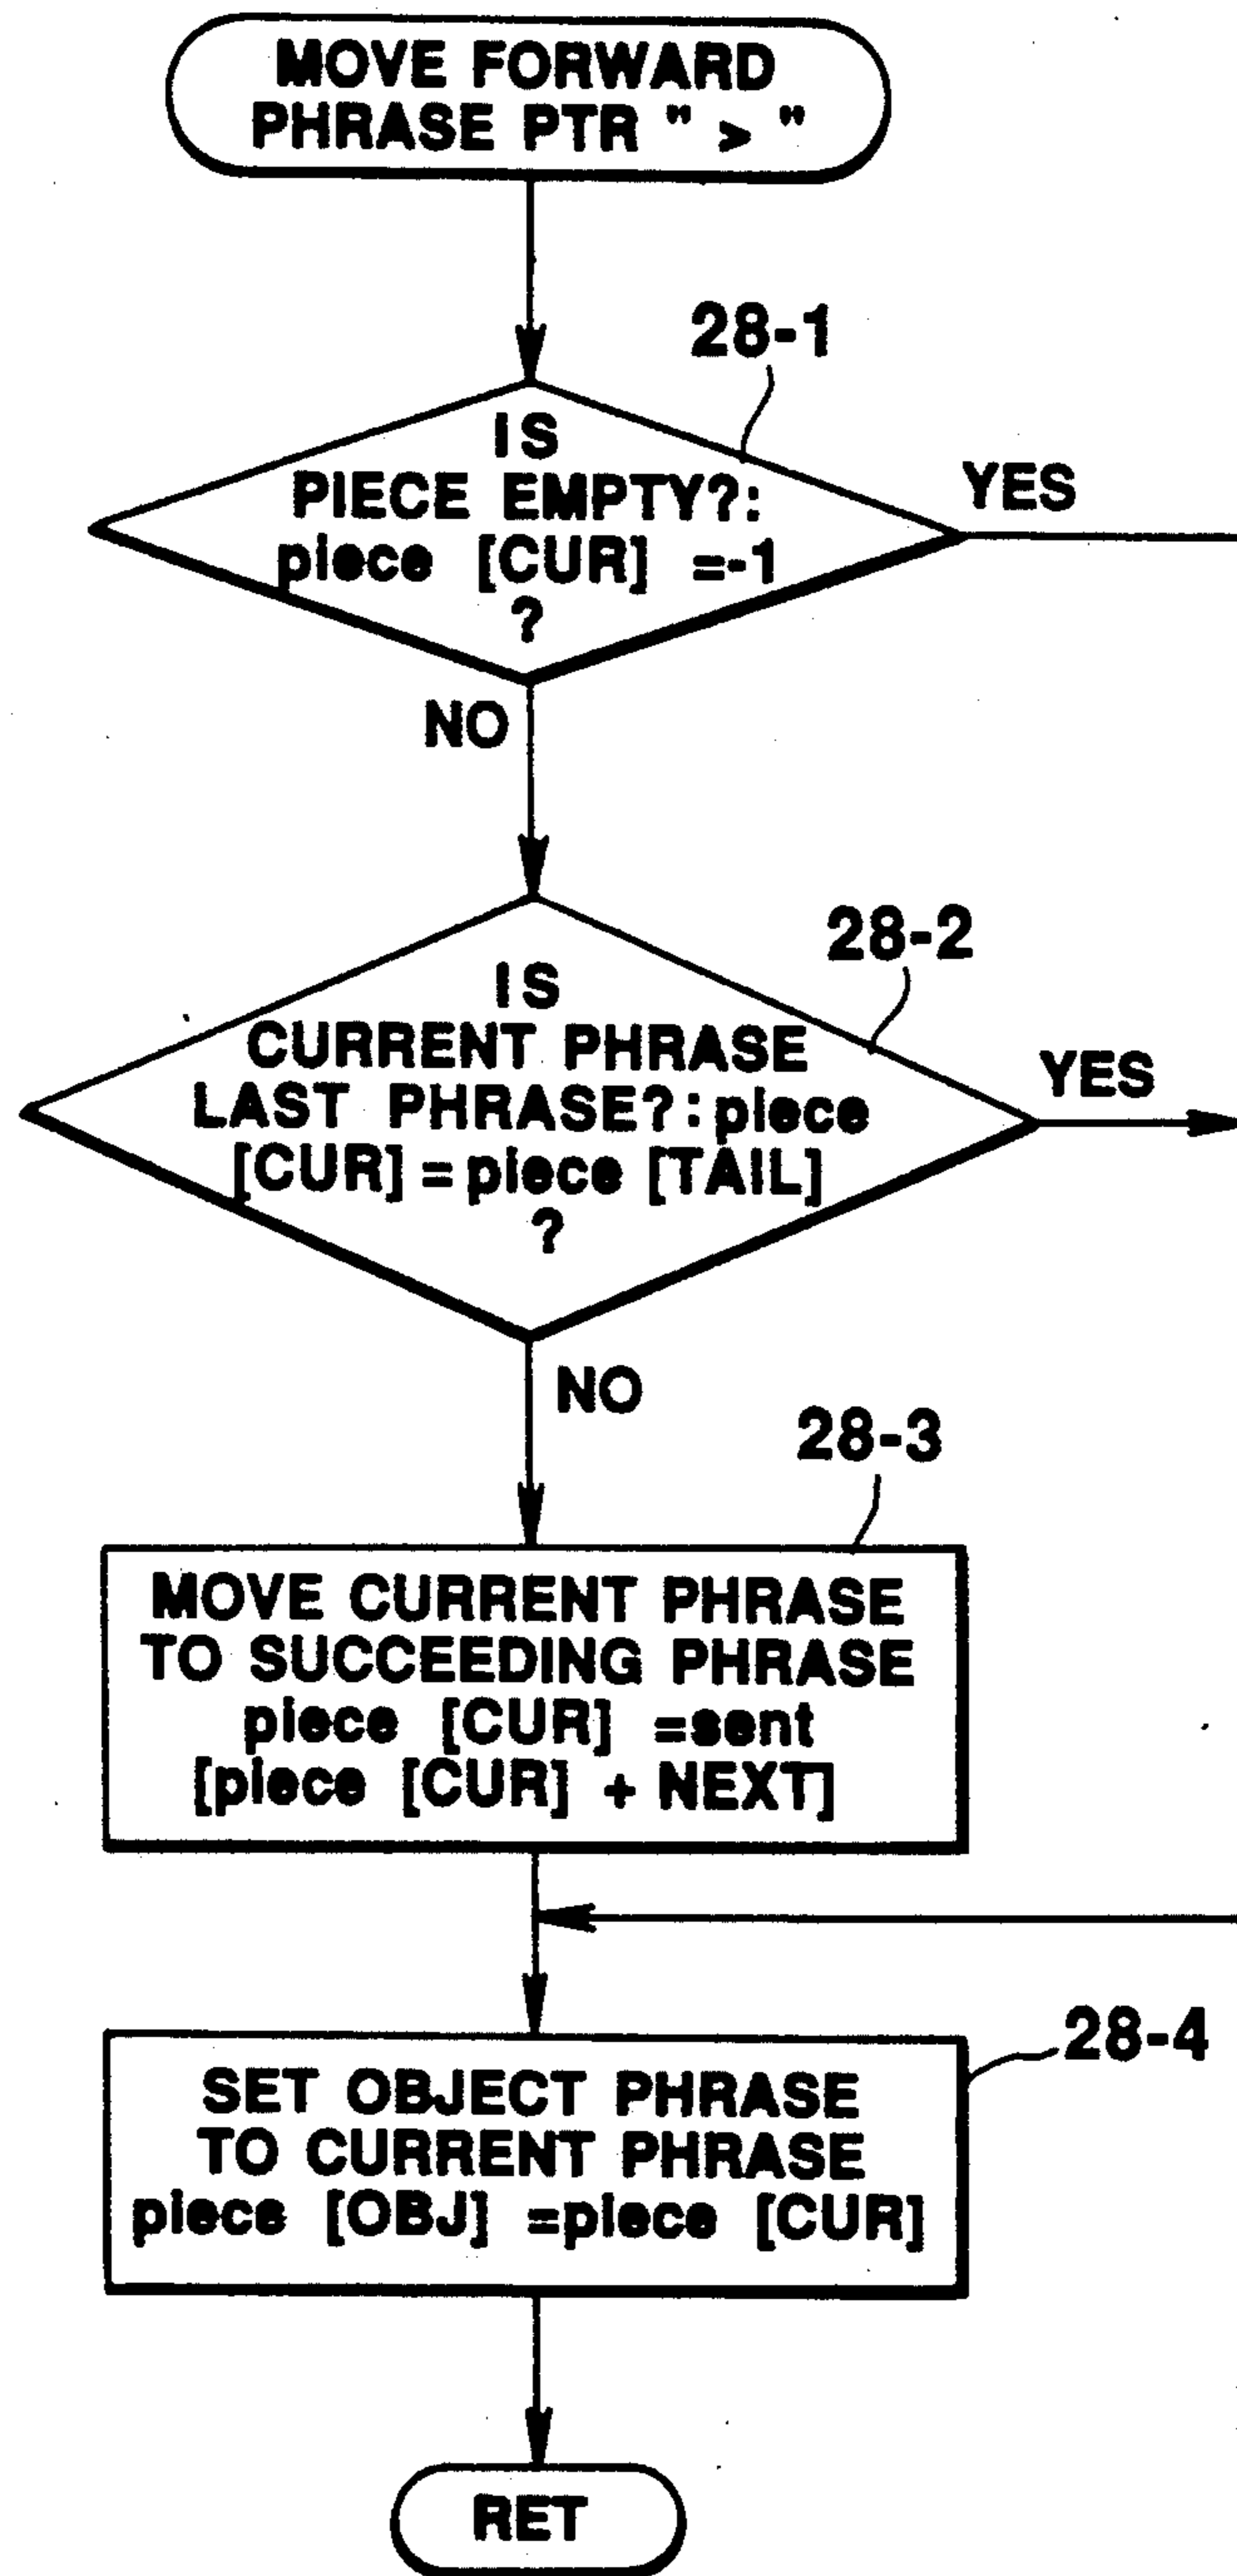 MOVE FORWARD
PHRASE PTR " > "
28-1
IS
PIECE EMPTY?:
piece [CUR] =-1
?
YES
NO
28-2
IS
CURRENT PHRASE
LAST PHRASE?: piece
[CUR] = piece [TAIL]
?
YES
NO
28-3
MOVE CURRENT PHRASE
TO SUCCEEDING PHRASE
piece [CUR] =sent
[piece [CUR] + NEXT]
28-4
SET OBJECT PHRASE
TO CURRENT PHRASE
piece [OBJ] =piece [CUR]
RET